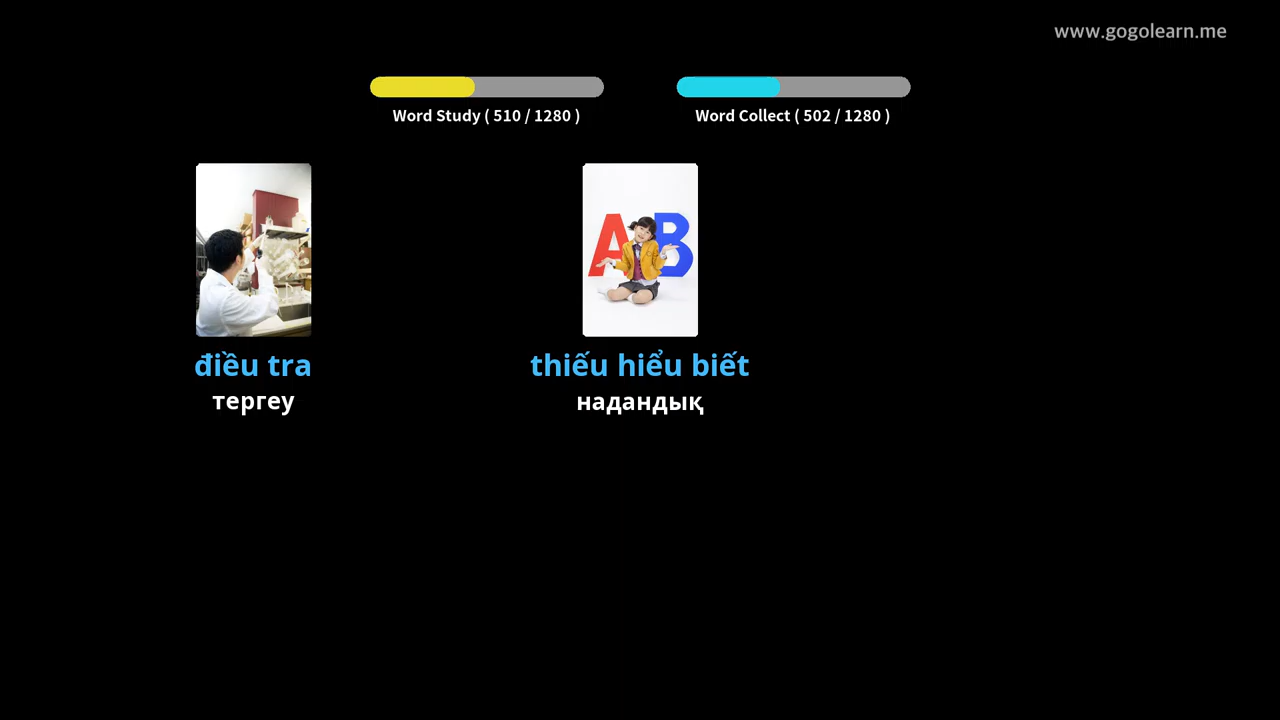 www.gogolearn.me
Word Study ( 510 / 1280 )
Word Collect ( 502 / 1280 )
A B
điều tra
тергеу
thiếu hiểu biết
надандық